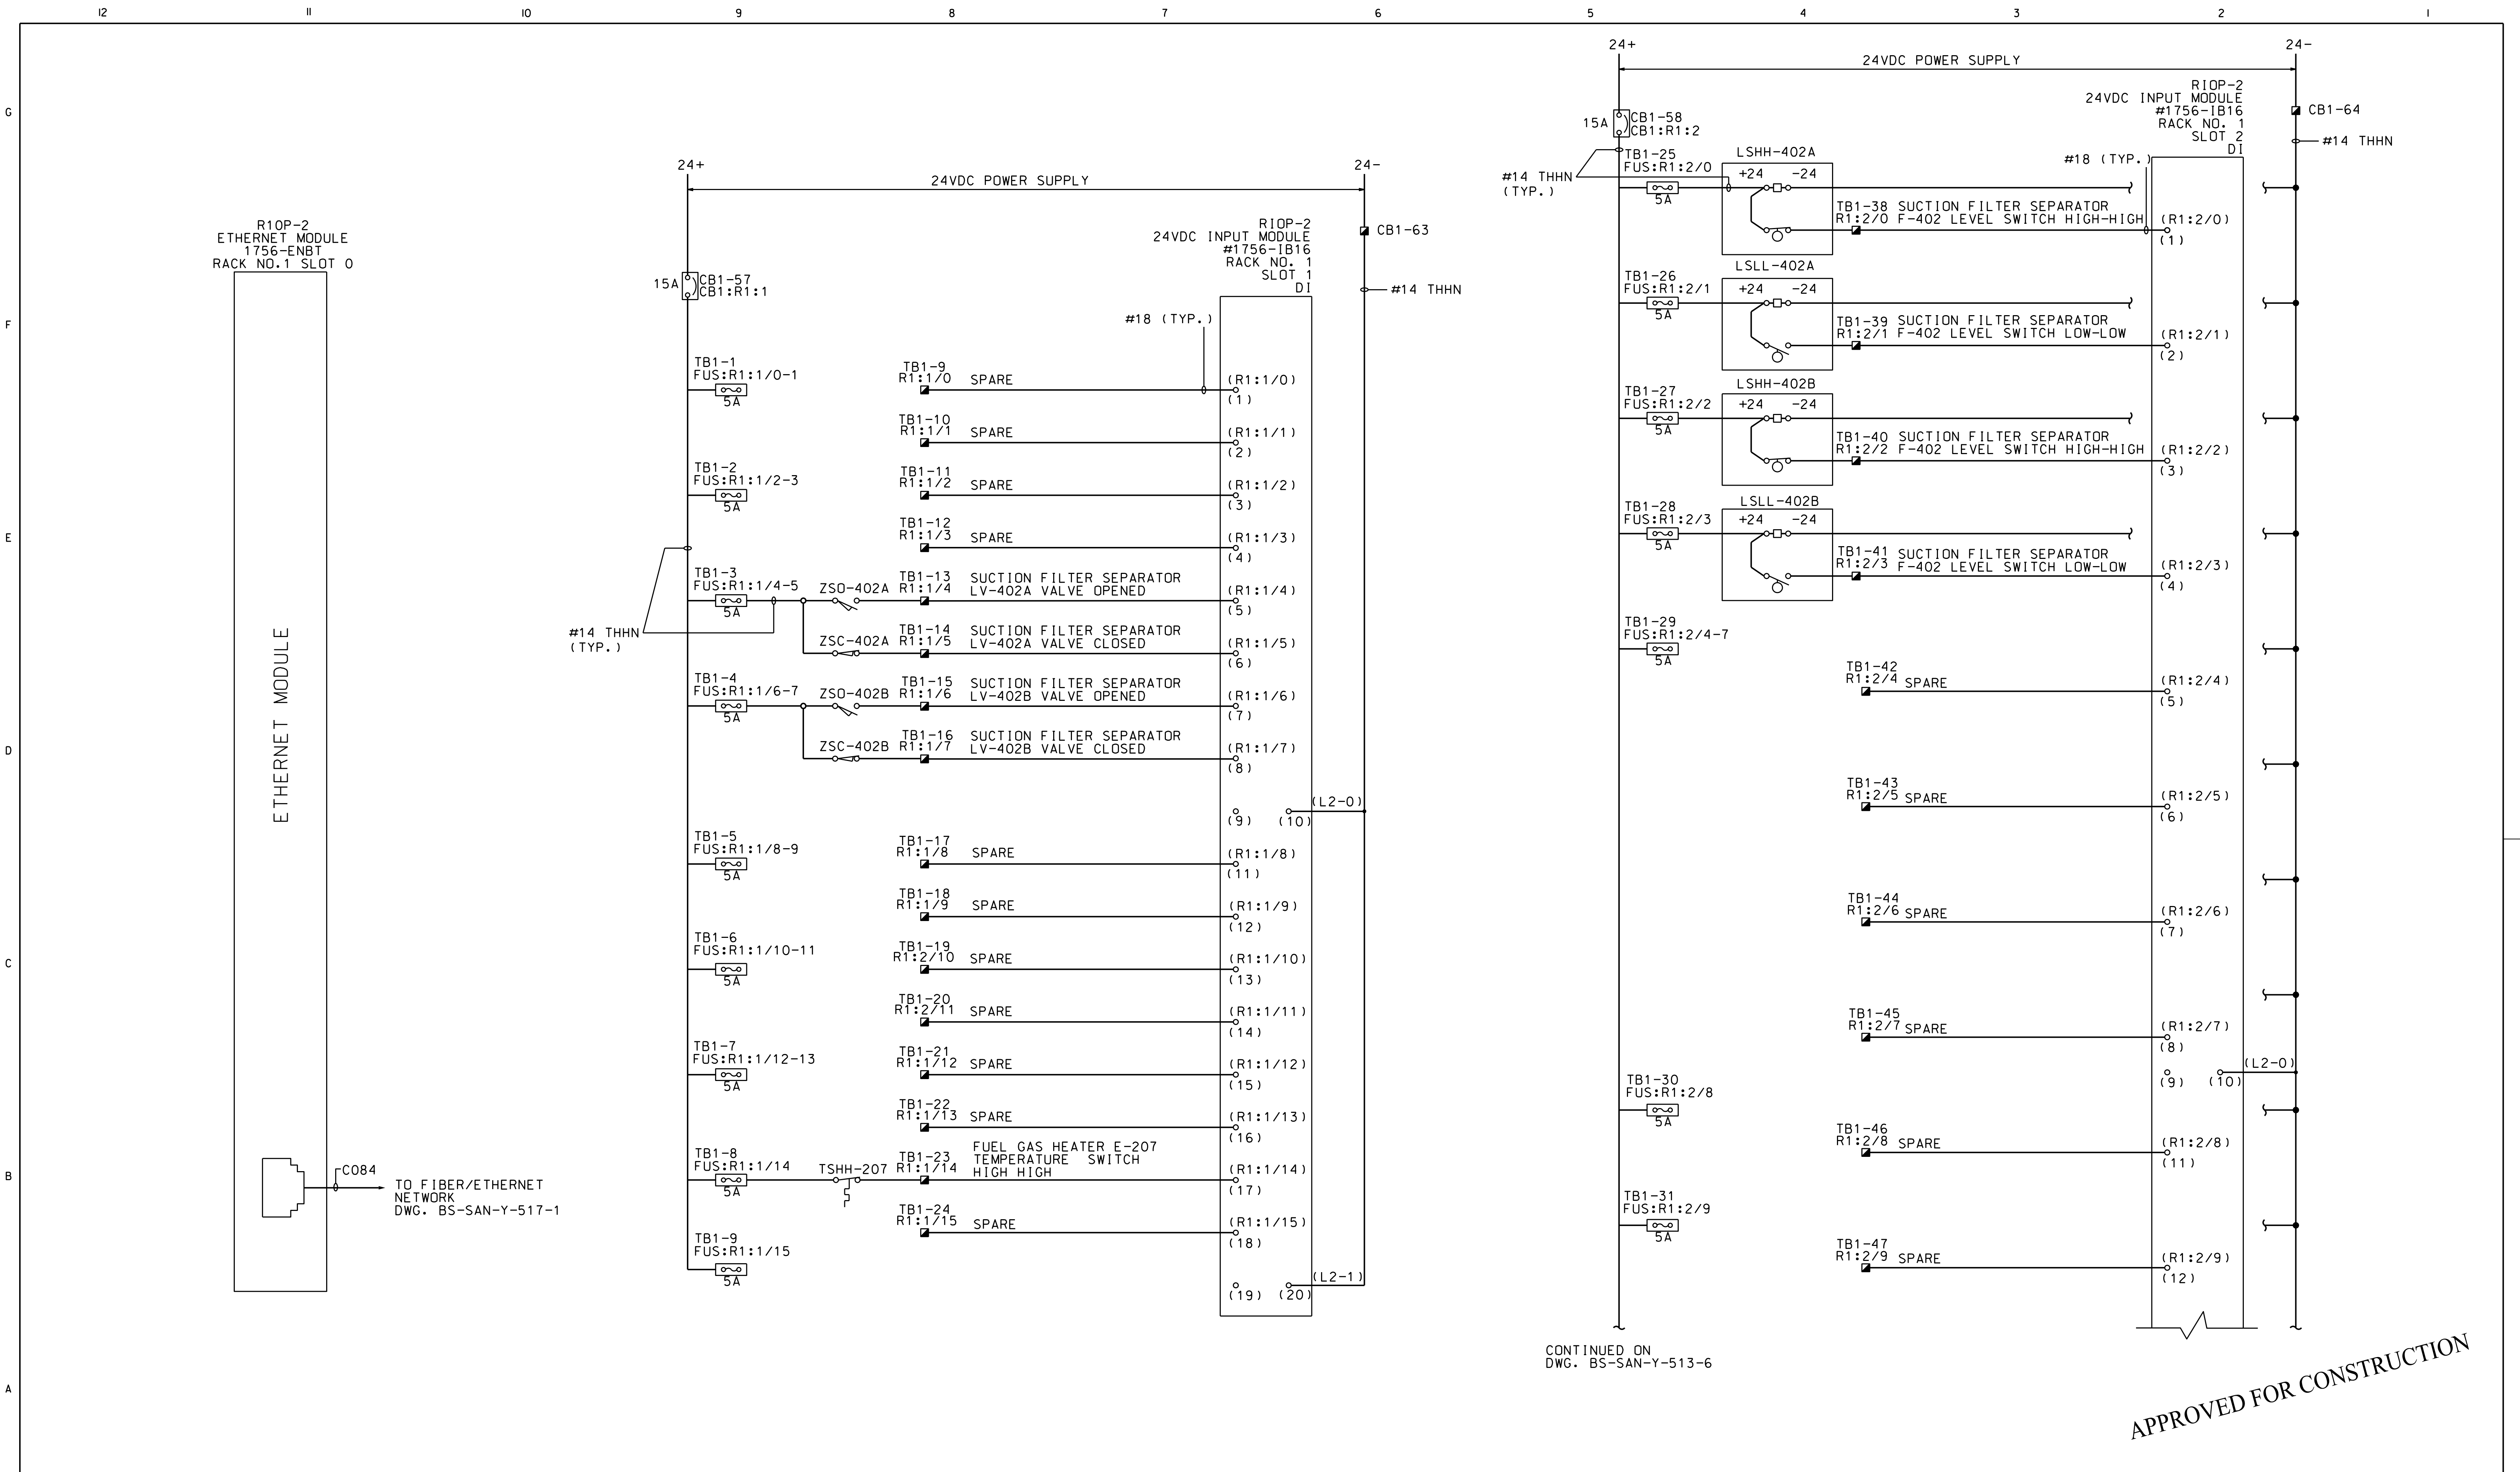 12 11 10 9 8 7 6 5 4 3 2 1
G
F
E
D
C
B
A
R1OP-2
ETHERNET MODULE
1756-ENBT
RACK NO.1 SLOT 0
ETHERNET MODULE
C084
TO FIBER/ETHERNET
NETWORK
DWG. BS-SAN-Y-517-1
24+
24-
24VDC POWER SUPPLY
RIOP-2
24VDC INPUT MODULE
#1756-IB16
RACK NO. 1
SLOT 1
DI
CB1-63
#14 THHN
15A
CB1-57
CB1:R1:1
#18 (TYP.)
#14 THHN
(TYP.)
TB1-1
FUS:R1:1/0-1
5A
TB1-9
R1:1/0 SPARE
(R1:1/0)
(1)
TB1-10
R1:1/1 SPARE
(R1:1/1)
(2)
TB1-2
FUS:R1:1/2-3
5A
TB1-11
R1:1/2 SPARE
(R1:1/2)
(3)
TB1-12
R1:1/3 SPARE
(R1:1/3)
(4)
TB1-3
FUS:R1:1/4-5
5A
ZSO-402A
TB1-13
R1:1/4
SUCTION FILTER SEPARATOR
LV-402A VALVE OPENED
(R1:1/4)
(5)
ZSC-402A
TB1-14
R1:1/5
SUCTION FILTER SEPARATOR
LV-402A VALVE CLOSED
(R1:1/5)
(6)
TB1-4
FUS:R1:1/6-7
5A
ZSO-402B
TB1-15
R1:1/6
SUCTION FILTER SEPARATOR
LV-402B VALVE OPENED
(R1:1/6)
(7)
ZSC-402B
TB1-16
R1:1/7
SUCTION FILTER SEPARATOR
LV-402B VALVE CLOSED
(R1:1/7)
(8)
(L2-0)
(9) (10)
TB1-5
FUS:R1:1/8-9
5A
TB1-17
R1:1/8 SPARE
(R1:1/8)
(11)
TB1-18
R1:1/9 SPARE
(R1:1/9)
(12)
TB1-6
FUS:R1:1/10-11
5A
TB1-19
R1:2/10 SPARE
(R1:1/10)
(13)
TB1-20
R1:2/11 SPARE
(R1:1/11)
(14)
TB1-7
FUS:R1:1/12-13
5A
TB1-21
R1:1/12 SPARE
(R1:1/12)
(15)
TB1-22
R1:1/13 SPARE
(R1:1/13)
(16)
TB1-8
FUS:R1:1/14
5A
TSHH-207
TB1-23
R1:1/14
FUEL GAS HEATER E-207
TEMPERATURE SWITCH
HIGH HIGH
(R1:1/14)
(17)
TB1-24
R1:1/15 SPARE
(R1:1/15)
(18)
TB1-9
FUS:R1:1/15
5A
(L2-1)
(19) (20)
24+
24-
24VDC POWER SUPPLY
RIOP-2
24VDC INPUT MODULE
#1756-IB16
RACK NO. 1
SLOT 2
DI
CB1-64
#14 THHN
15A
CB1-58
CB1:R1:2
#14 THHN
(TYP.)
#18 (TYP.)
TB1-25
FUS:R1:2/0
5A
LSHH-402A
+24 -24
TB1-38 SUCTION FILTER SEPARATOR
R1:2/0 F-402 LEVEL SWITCH HIGH-HIGH
(R1:2/0)
(1)
TB1-26
FUS:R1:2/1
5A
LSLL-402A
+24 -24
TB1-39 SUCTION FILTER SEPARATOR
R1:2/1 F-402 LEVEL SWITCH LOW-LOW
(R1:2/1)
(2)
TB1-27
FUS:R1:2/2
5A
LSHH-402B
+24 -24
TB1-40 SUCTION FILTER SEPARATOR
R1:2/2 F-402 LEVEL SWITCH HIGH-HIGH
(R1:2/2)
(3)
TB1-28
FUS:R1:2/3
5A
LSLL-402B
+24 -24
TB1-41 SUCTION FILTER SEPARATOR
R1:2/3 F-402 LEVEL SWITCH LOW-LOW
(R1:2/3)
(4)
TB1-29
FUS:R1:2/4-7
5A
TB1-42
R1:2/4 SPARE
(R1:2/4)
(5)
TB1-43
R1:2/5 SPARE
(R1:2/5)
(6)
TB1-44
R1:2/6 SPARE
(R1:2/6)
(7)
TB1-45
R1:2/7 SPARE
(R1:2/7)
(8)
(L2-0)
(9) (10)
TB1-30
FUS:R1:2/8
5A
TB1-46
R1:2/8 SPARE
(R1:2/8)
(11)
TB1-31
FUS:R1:2/9
5A
TB1-47
R1:2/9 SPARE
(R1:2/9)
(12)
CONTINUED ON
DWG. BS-SAN-Y-513-6
APPROVED FOR CONSTRUCTION